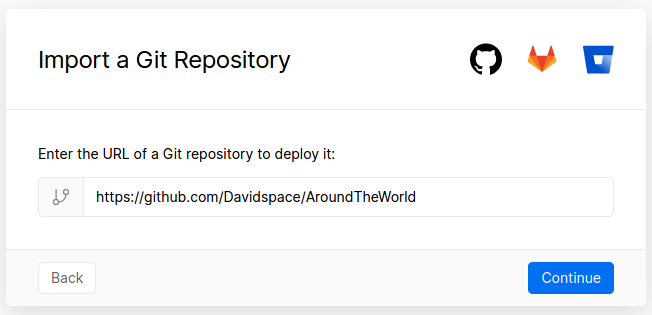 Import a Git Repository
Enter the URL of a Git repository to deploy it:
https://github.com/Davidspace/AroundTheWorld
Back
Continue